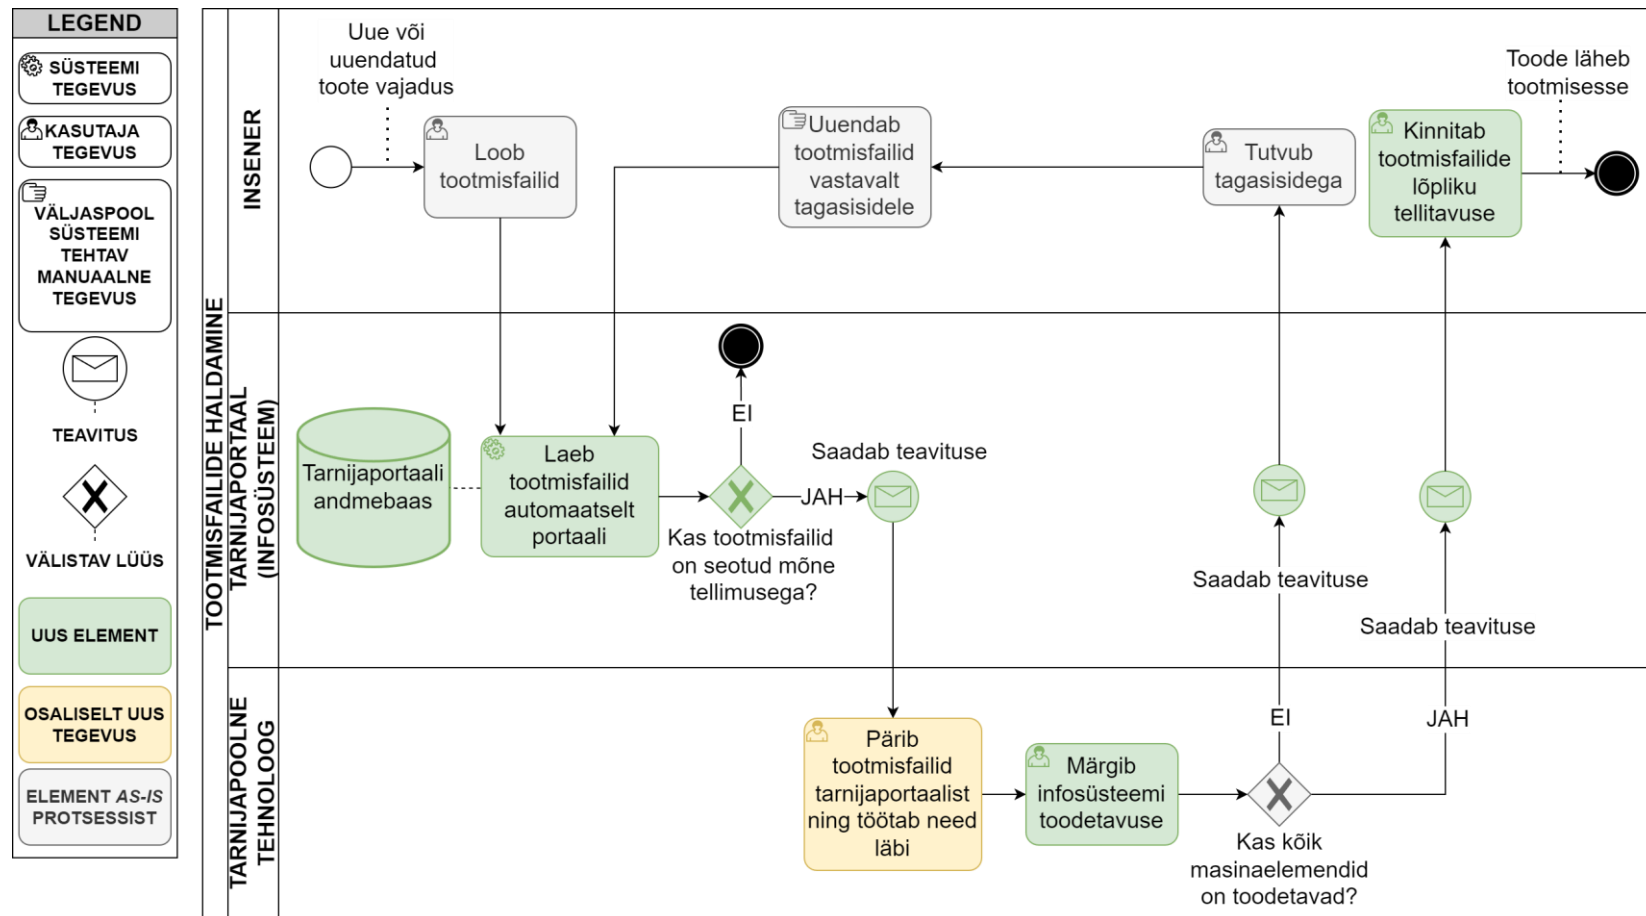 LEGEND
SÜSTEEMI
TEGEVUS
KASUTAJA
TEGEVUS
VÄLJASPOOL
SÜSTEEMI
TEHTAV
MANUAALNE
TEGEVUS
TEAVITUS
VÄLISTAV LÜÜS
UUS ELEMENT
OSALISELT UUS
TEGEVUS
ELEMENT AS-IS
PROTSESSIST
TOOTMISFAILIDE HALDAMINE
INSENER
Uue või
uuendatud
toote vajadus
Loob
tootmisfailid
Uuendab
tootmisfailid
vastavalt
tagasisidele
Tutvub
tagasisidega
Kinnitab
tootmisfailide
lõpliku
tellitavuse
Toode läheb
tootmisesse
TARNIJAPORTAAL
(INFOSÜSTEEM)
Tarnijaportaali
andmebaas
Laeb
tootmisfailid
automaatselt
portaali
EI
JAH
Kas tootmisfailid
on seotud mõne
tellimusega?
Saadab teavituse
Saadab teavituse
Saadab teavituse
TARNIJAPOOLNE
TEHNOLOOG
Pärib
tootmisfailid
tarnijaportaalist
ning töötab need
läbi
Märgib
infosüsteemi
toodetavuse
EI
JAH
Kas kõik
masinaelemendid
on toodetavad?